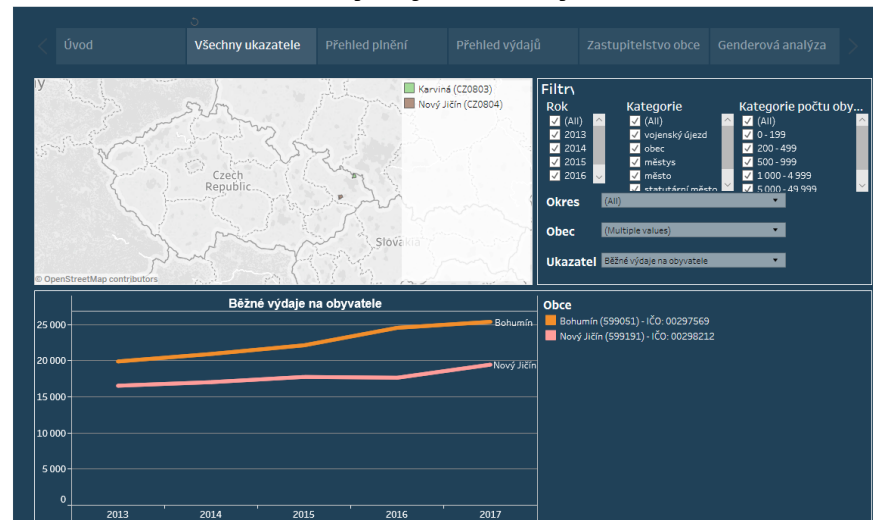 Úvod
Všechny ukazatele
Přehled plnění
Přehled výdajů
Zastupitelstvo obce
Genderová analýza
Karviná (CZ0803)
Nový Jičín (CZ0804)
Czech
Republic
Slovakia
© OpenStreetMap contributors
Filtry
Rok
(All)
2013
2014
2015
2016
Kategorie
(All)
vojenský újezd
obec
městys
město
statutární město
Kategorie počtu oby...
(All)
0 - 199
200 - 499
500 - 999
1 000 - 4 999
5 000 - 49 999
Okres
(All)
Obec
(Multiple values)
Ukazatel
Běžné výdaje na obyvatele
Běžné výdaje na obyvatele
25 000
20 000
15 000
10 000
5 000
0
Bohumín
Nový Jičín
2013
2014
2015
2016
2017
Obce
Bohumín (599051) - IČO: 00297569
Nový Jičín (599191) - IČO: 00298212